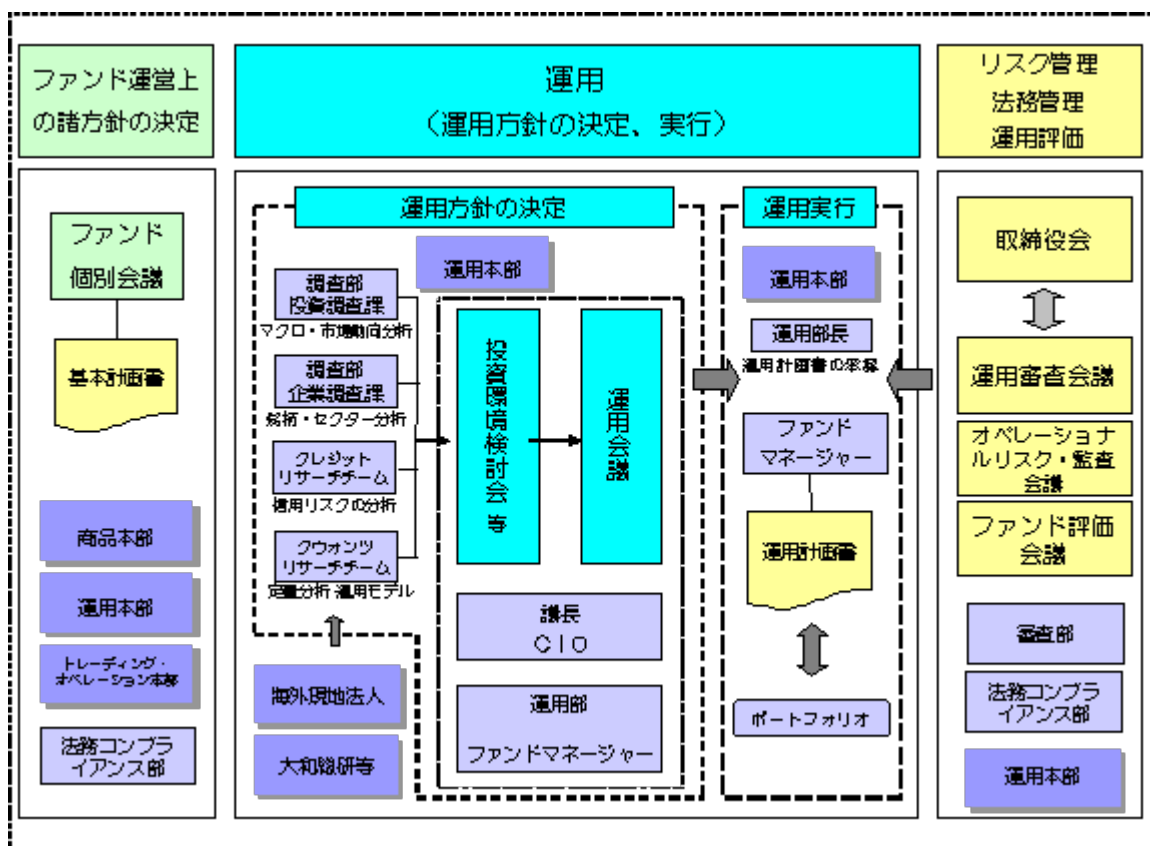 ファンド運営上
の諸方針の決定
ファンド
個別会議
基本計画書
商品本部
運用本部
トレーディング・
オペレーション本部
法務コンプラ
イアンス部
運用
（運用方針の決定、実行）
運用方針の決定
運用本部
調査部
投資調査課
マクロ・市場動向分析
調査部
企業調査課
銘柄・セクター分析
クレジット
リサーチチーム
信用リスクの分析
クウォンツ
リサーチチーム
定量分析 運用モデル
海外現地法人
大和総研等
投資環境検討会 等
運用会議
議長
ＣＩＯ
運用部
ファンドマネージャー
運用実行
運用本部
運用部長
運用計画書の承認
ファンド
マネージャー
運用計画書
ポートフォリオ
リスク管理
法務管理
運用評価
取締役会
運用審査会議
オペレーショナ
ルリスク・監査
会議
ファンド評価
会議
審査部
法務コンプラ
イアンス部
運用本部